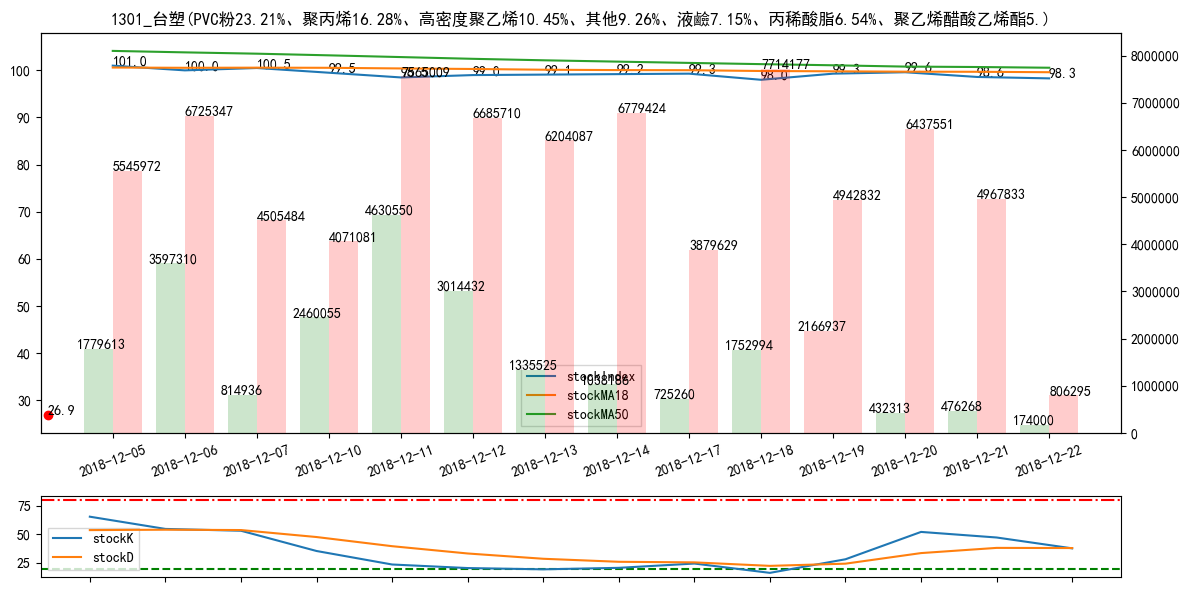 1301_台塑(PVC粉23.21%、聚丙烯16.28%、高密度聚乙烯10.45%、其他9.26%、液鹼7.15%、丙稀酸脂6.54%、聚乙烯醋酸乙烯酯5.)
101.0 100.0 100.5 99.5 98.5 99.0 99.1 99.2 99.3 98.0 99.3 99.6 98.6 98.3
5545972 6725347 4505484 4071081 7565009 6685710 6204087 6779424 3879629 7714177 4942832 6437551 4967833 806295
1779613 3597310 814936 2460055 4630550 3014432 1335525 1038186 725260 1752994 2166937 432313 476268 174000
26.9
100
90
80
70
60
50
40
30
8000000
7000000
6000000
5000000
4000000
3000000
2000000
1000000
0
stockIndex
stockMA18
stockMA50
2018-12-05 2018-12-06 2018-12-07 2018-12-10 2018-12-11 2018-12-12 2018-12-13 2018-12-14 2018-12-17 2018-12-18 2018-12-19 2018-12-20 2018-12-21 2018-12-22
75
50
25
stockK
stockD